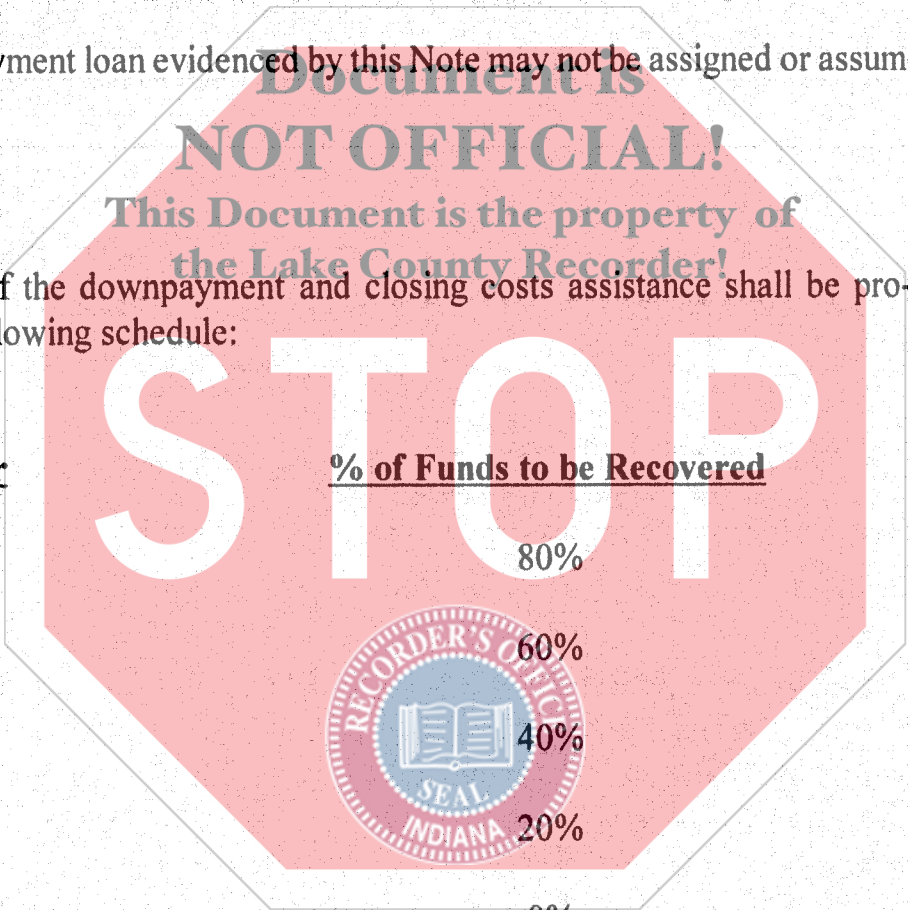 yment loan evidenced by this Note may not be assigned or assum
Document is
NOT OFFICIAL!
This Document is the property of
the Lake County Recorder!
f the downpayment and closing costs assistance shall be pro-
lowing schedule:
STOP
% of Funds to be Recovered
80%
RECORDER'S OFFICE
60%
40%
SEAL
INDIANA
20%